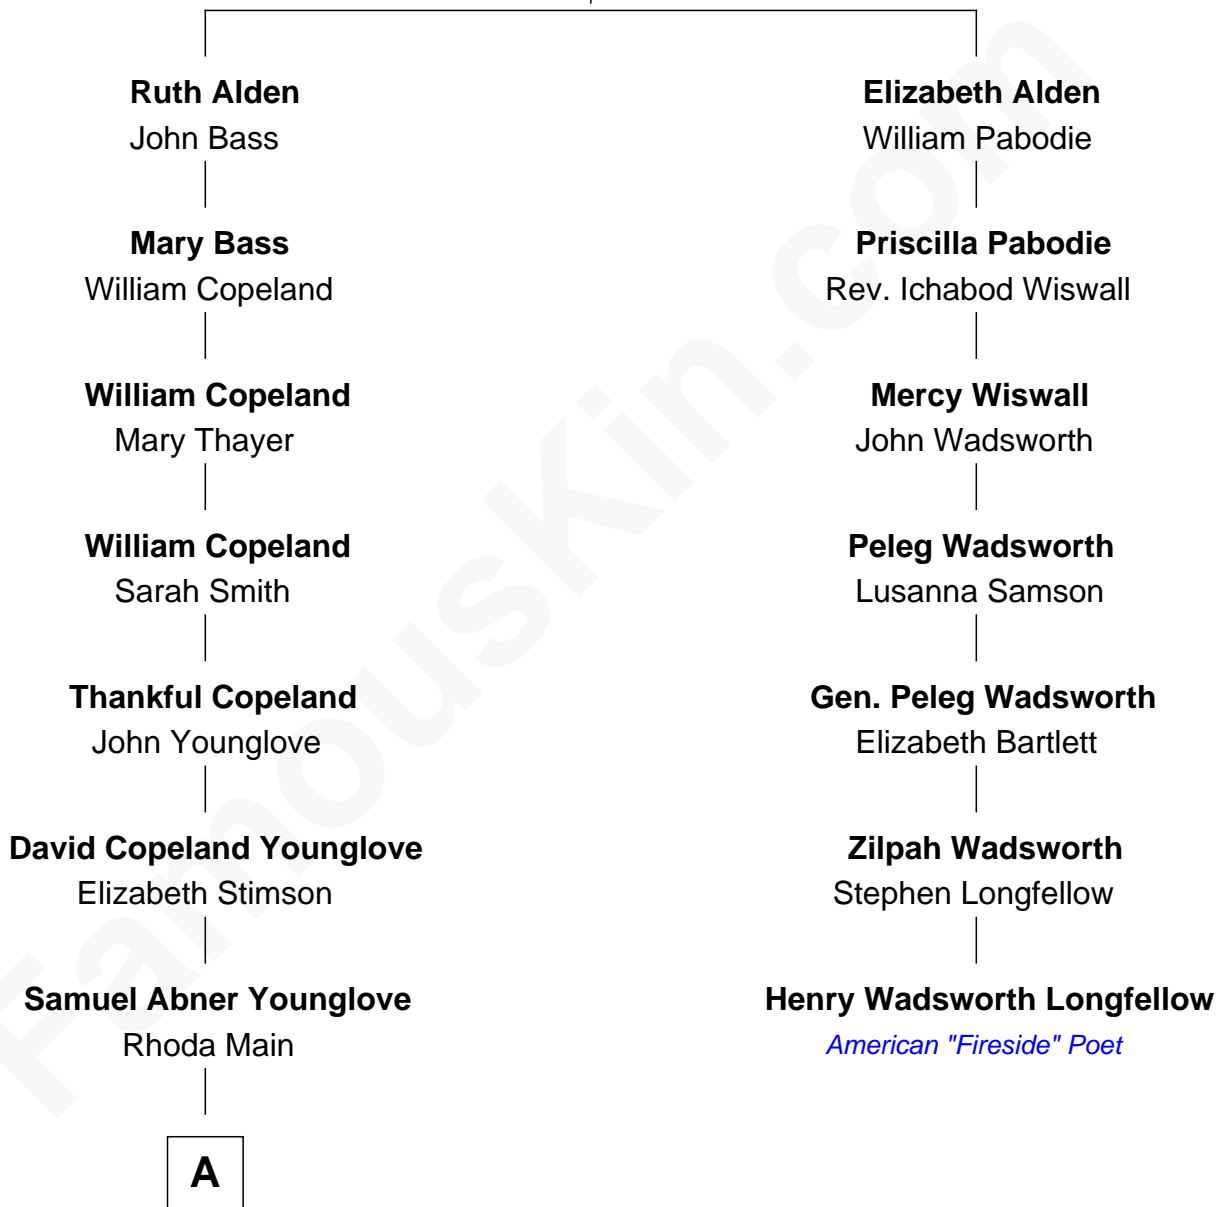 Ruth Alden
John Bass
Mary Bass
William Copeland
William Copeland
Mary Thayer
William Copeland
Sarah Smith
Thankful Copeland
John Younglove
David Copeland Younglove
Elizabeth Stimson
Samuel Abner Younglove
Rhoda Main
A
Elizabeth Alden
William Pabodie
Priscilla Pabodie
Rev. Ichabod Wiswall
Mercy Wiswall
John Wadsworth
Peleg Wadsworth
Lusanna Samson
Gen. Peleg Wadsworth
Elizabeth Bartlett
Zilpah Wadsworth
Stephen Longfellow
Henry Wadsworth Longfellow
American "Fireside" Poet
FamousKin.com